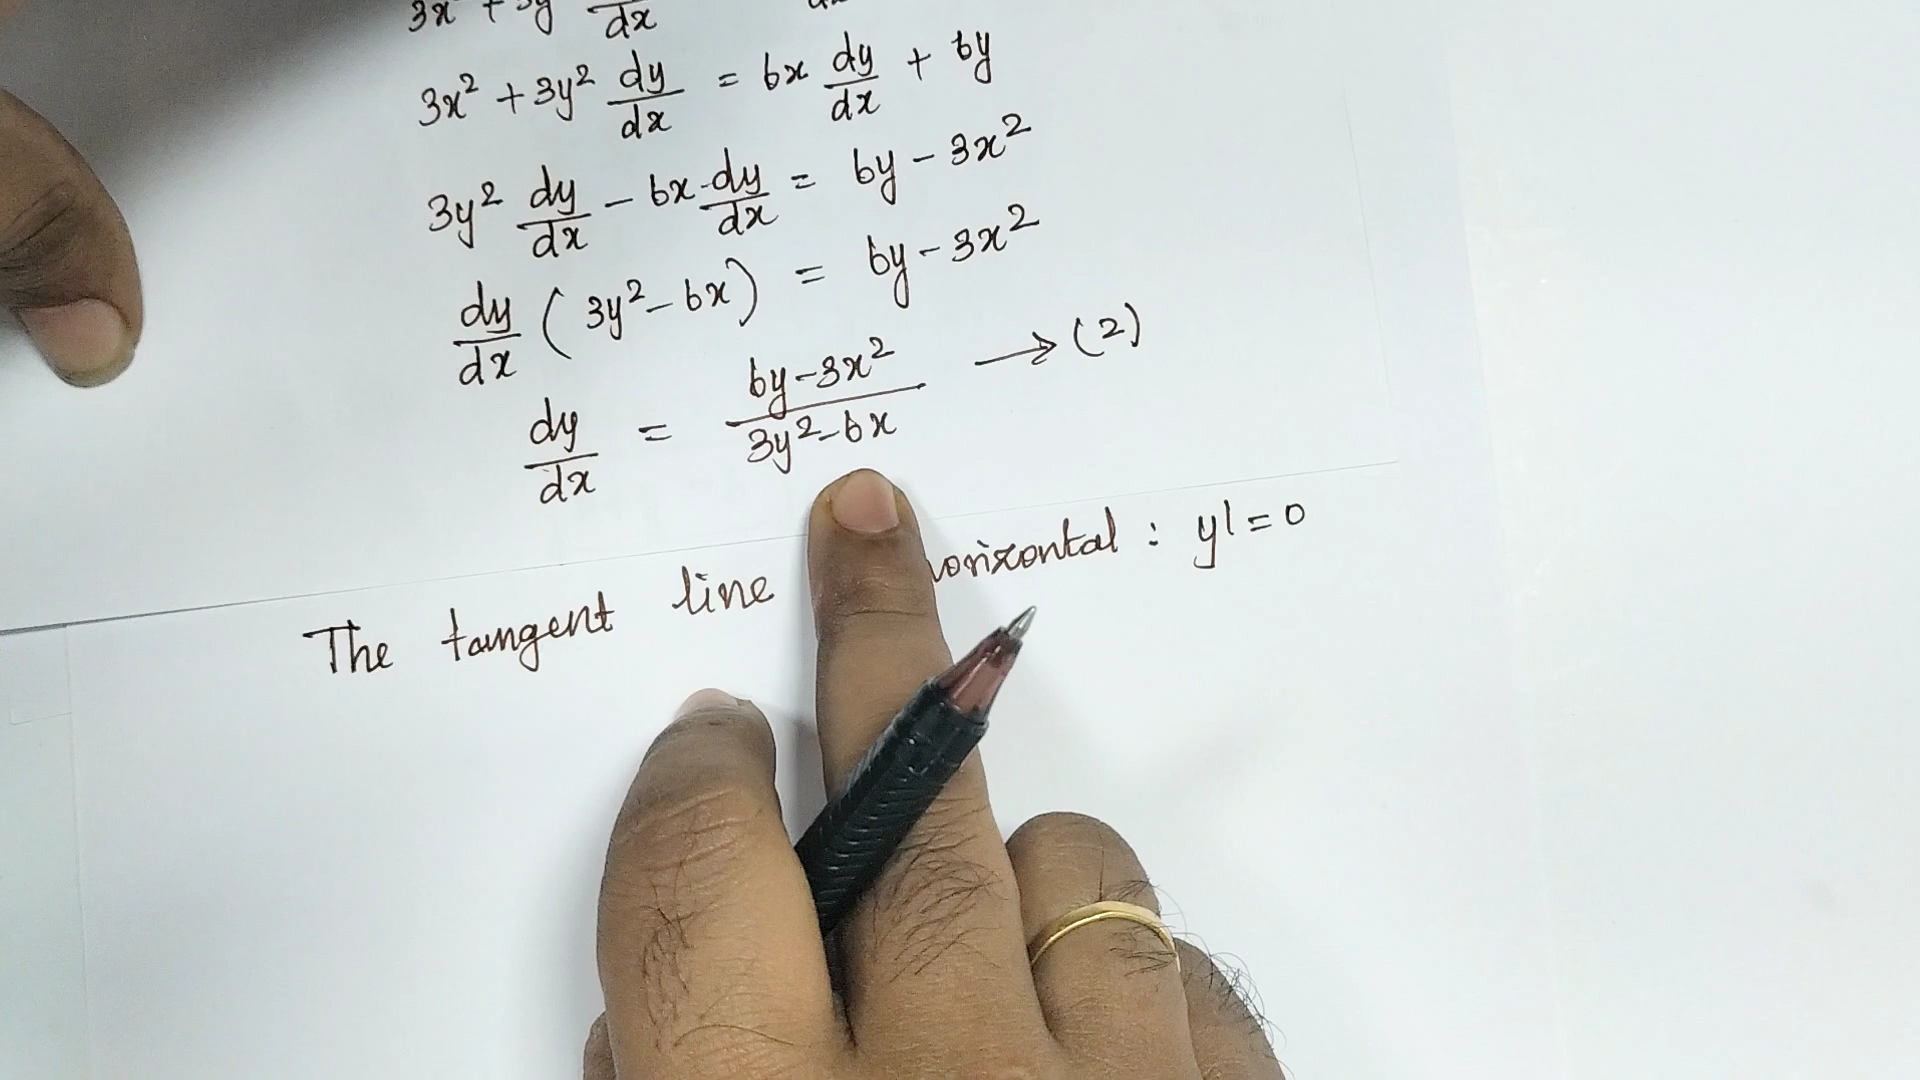 3x² + 3y² dy/dx = 6x dy/dx + 6y
3y² dy/dx - 6x · dy/dx = 6y - 3x²
dy/dx (3y² - 6x) = 6y - 3x²
dy/dx = 6y-3x² / 3y²-6x → (2)
The tangent line horizontal : y| = 0